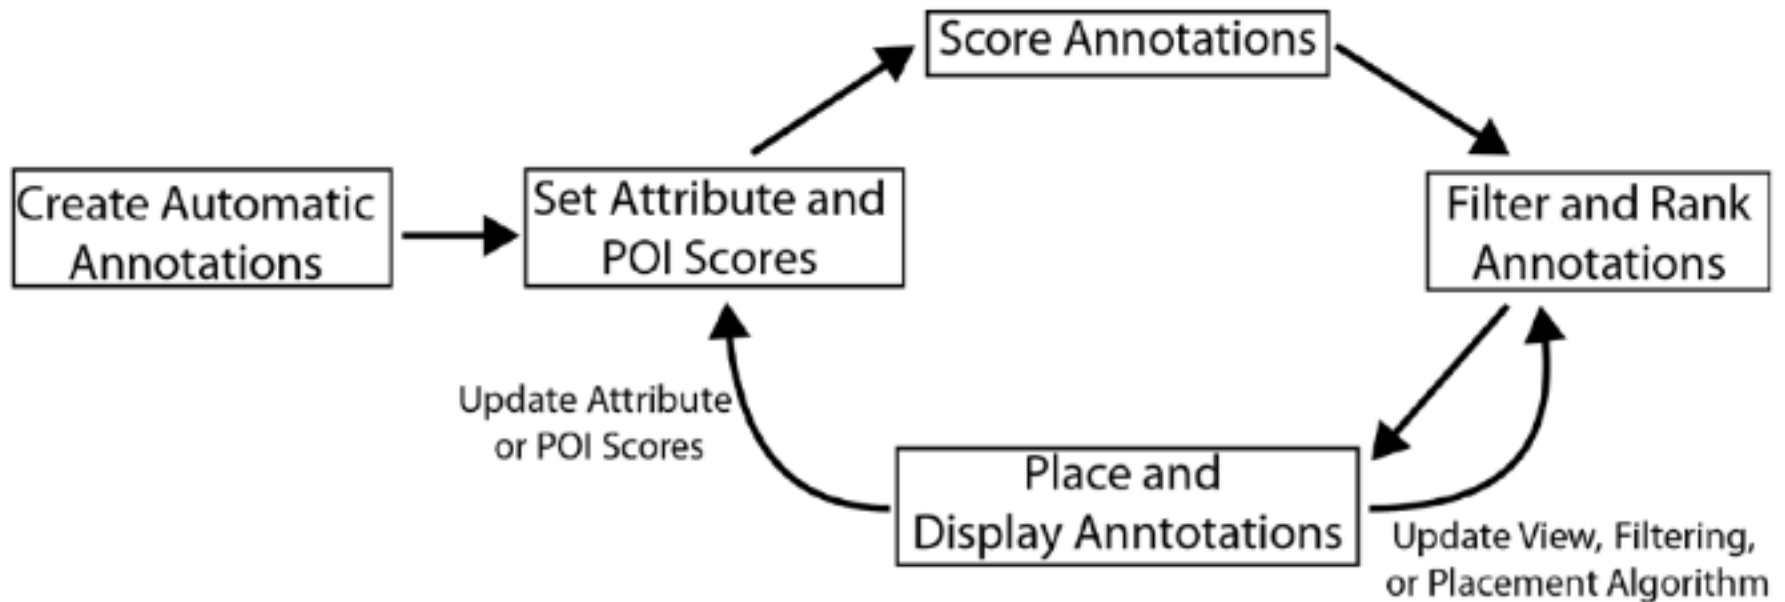 Score Annotations
Create Automatic
Annotations
Set Attribute and
POI Scores
Filter and Rank
Annotations
Update Attribute
or POI Scores
Place and
Display Anntotations
Update View, Filtering,
or Placement Algorithm